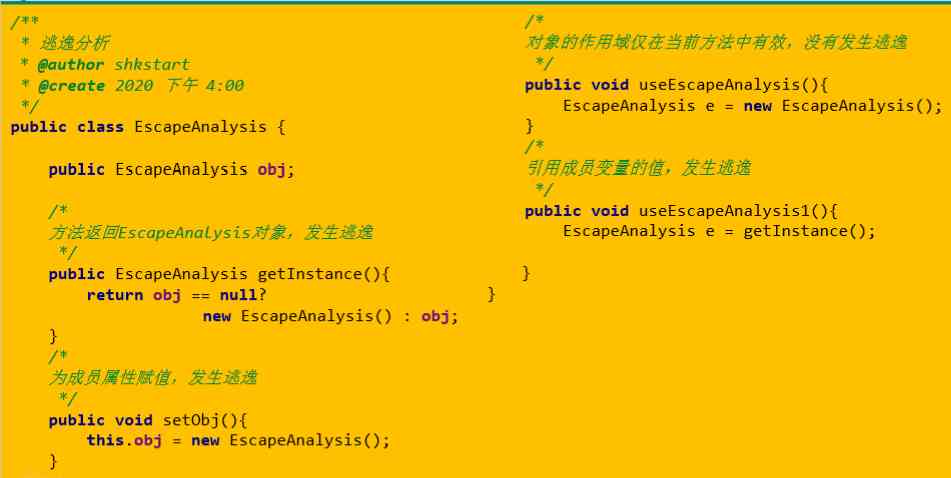 /**
 * 逃逸分析
 * @author shkstart
 * @create 2020 下午 4:00
 */
public class EscapeAnalysis {
    public EscapeAnalysis obj;
    /*
    方法返回EscapeAnalysis对象，发生逃逸
     */
    public EscapeAnalysis getInstance(){
        return obj == null?
                    new EscapeAnalysis() : obj;
    }
    /*
    为成员属性赋值，发生逃逸
     */
    public void setObj(){
        this.obj = new EscapeAnalysis();
    }
/*
对象的作用域仅在当前方法中有效，没有发生逃逸
 */
public void useEscapeAnalysis(){
    EscapeAnalysis e = new EscapeAnalysis();
}
/*
引用成员变量的值，发生逃逸
 */
public void useEscapeAnalysis1(){
    EscapeAnalysis e = getInstance();
}
}